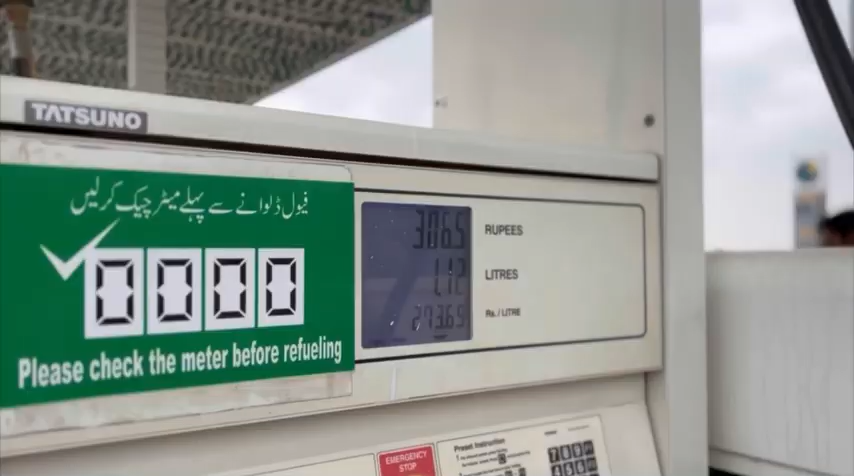 TATSUNO
فیول ڈلوانے سے پہلے میٹر چیک کرلیں
0000
Please check the meter before refueling
306.5 RUPEES
1.12 LITRES
273.69 Rs. / LITRE
EMERGENCY
STOP
Preset Instruction